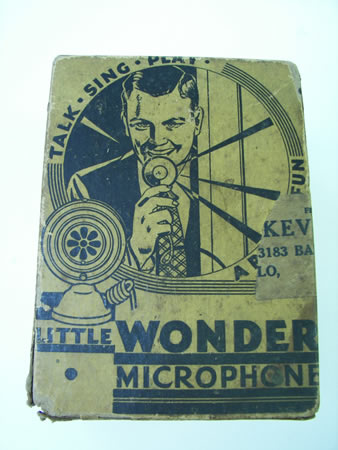 TALK · SING · PLAY ·
FUN
KEV
3183 BA
LO,
LITTLE WONDER
MICROPHONE